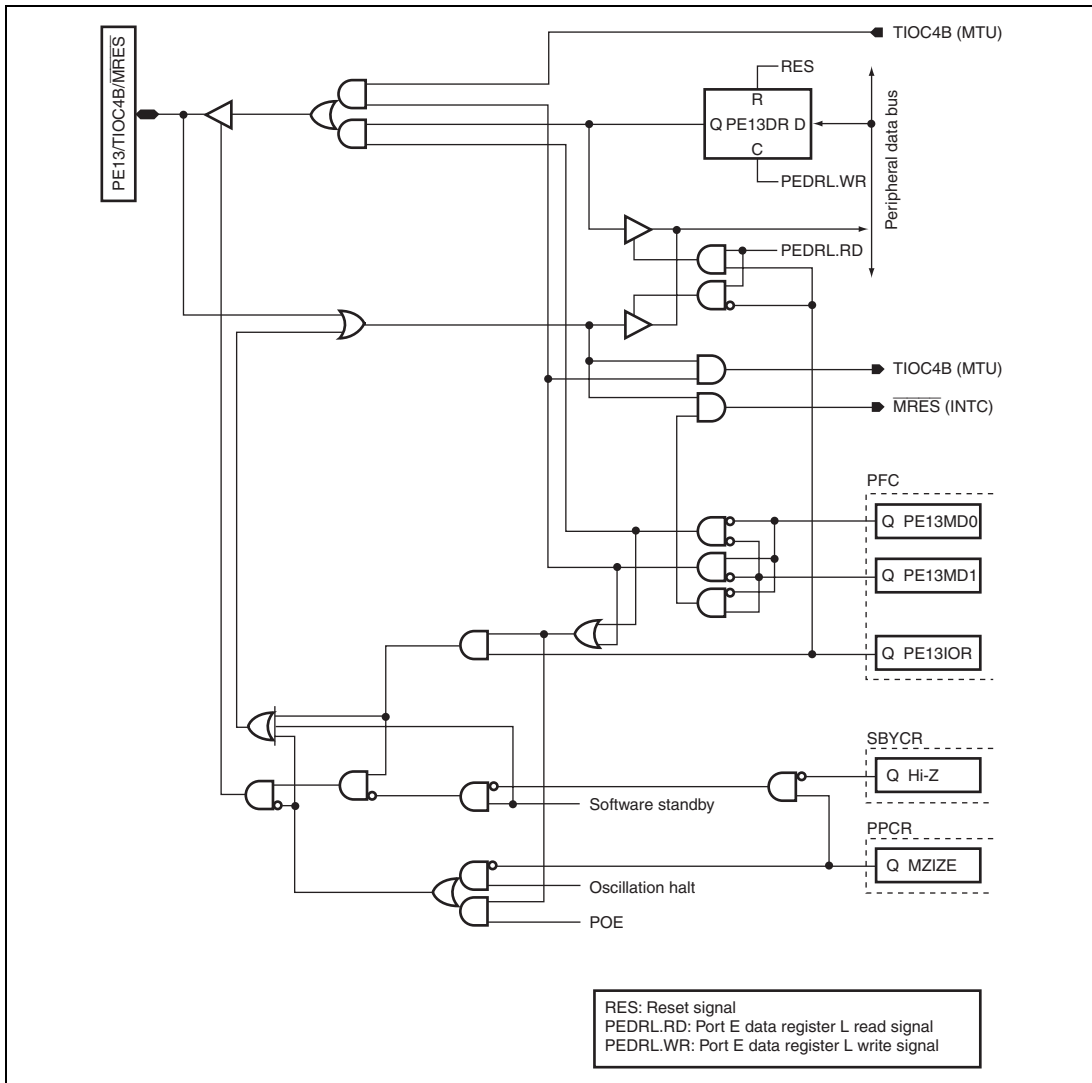 PE13/TIOC4B/MRES
TIOC4B (MTU)
RES
R
Q PE13DR D
C
PEDRL.WR
Peripheral data bus
PEDRL.RD
TIOC4B (MTU)
MRES (INTC)
PFC
Q PE13MD0
Q PE13MD1
Q PE13IOR
SBYCR
Q Hi-Z
Software standby
PPCR
Q MZIZE
Oscillation halt
POE
RES: Reset signal
PEDRL.RD: Port E data register L read signal
PEDRL.WR: Port E data register L write signal